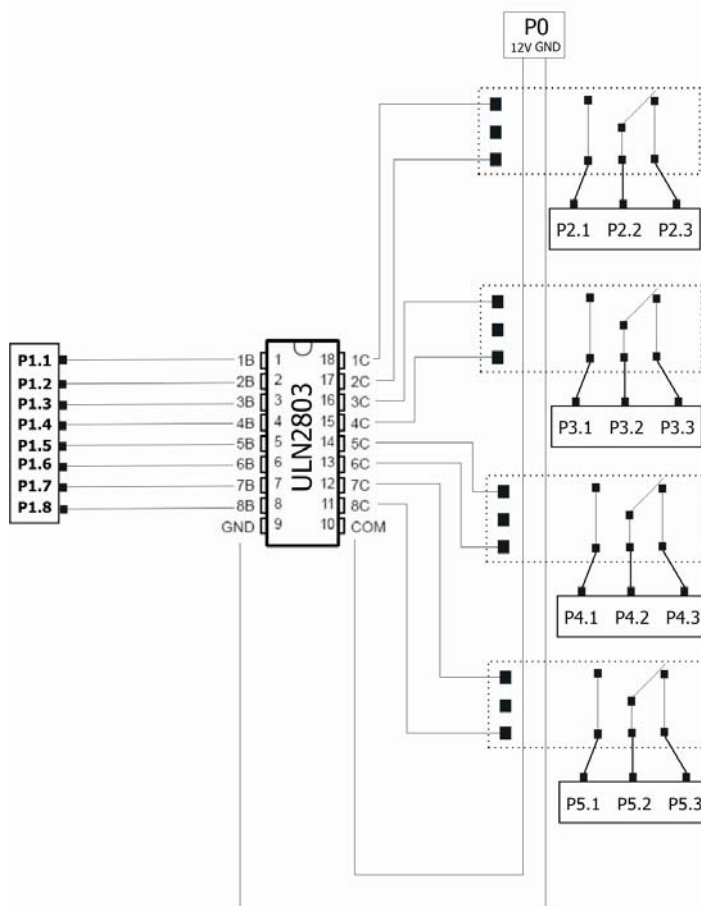 P0
12V GND
P2.1 P2.2 P2.3
P1.1 1B 1 18 1C
P1.2 2B 2 17 2C
P1.3 3B 3 16 3C
P1.4 4B 4 15 4C
P1.5 5B 5 14 5C
P1.6 6B 6 13 6C
P1.7 7B 7 12 7C
P1.8 8B 8 11 8C
GND 9 10 COM
ULN2803
P3.1 P3.2 P3.3
P4.1 P4.2 P4.3
P5.1 P5.2 P5.3